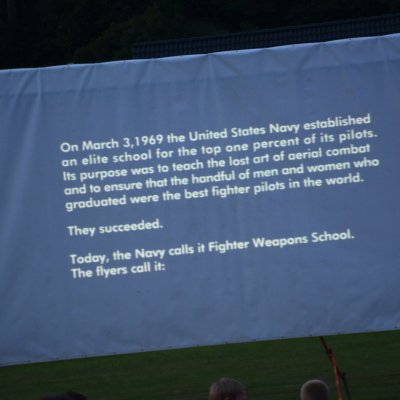 On March 3,1969 the United States Navy established
an elite school for the top one percent of its pilots.
Its purpose was to teach the lost art of aerial combat
and to ensure that the handful of men and women who
graduated were the best fighter pilots in the world.
They succeeded.
Today, the Navy calls it Fighter Weapons School.
The flyers call it: